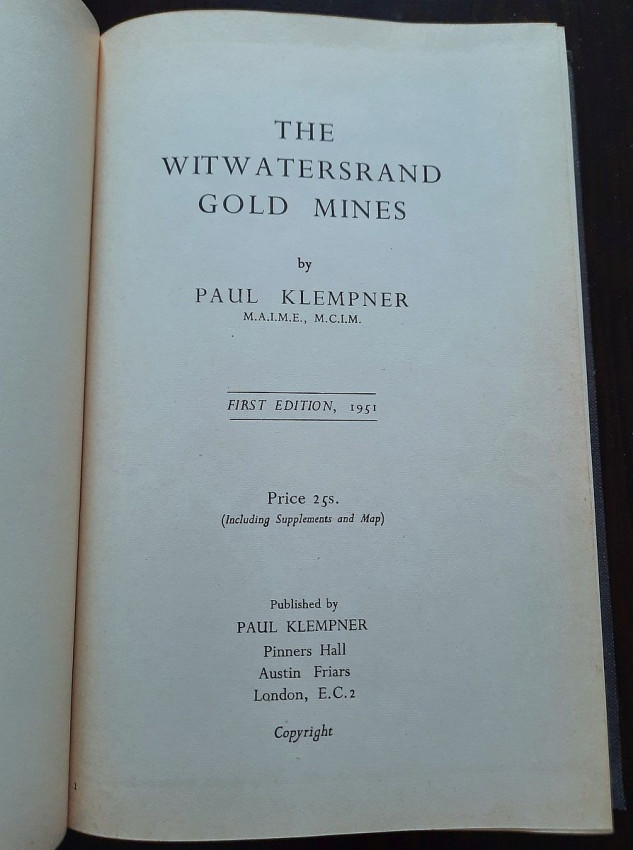 THE
WITWATERSRAND
GOLD MINES
by
PAUL KLEMPNER
M.A.I.M.E., M.C.I.M.
FIRST EDITION, 1951
Price 25s.
(Including Supplements and Map)
Published by
PAUL KLEMPNER
Pinners Hall
Austin Friars
London, E.C.2
Copyright
1